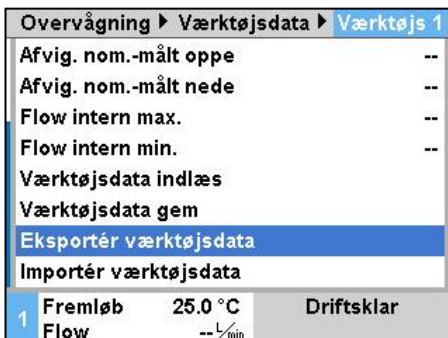 Overvågning ▶ Værktøjsdata ▶ Værktøjs 1
Afvig. nom.-målt oppe --
Afvig. nom.-målt nede --
Flow intern max. --
Flow intern min. --
Værktøjsdata indlæs
Værktøjsdata gem
Eksportér værktøjsdata
Importér værktøjsdata
1 Fremløb 25.0 °C Driftsklar
Flow -- L/min